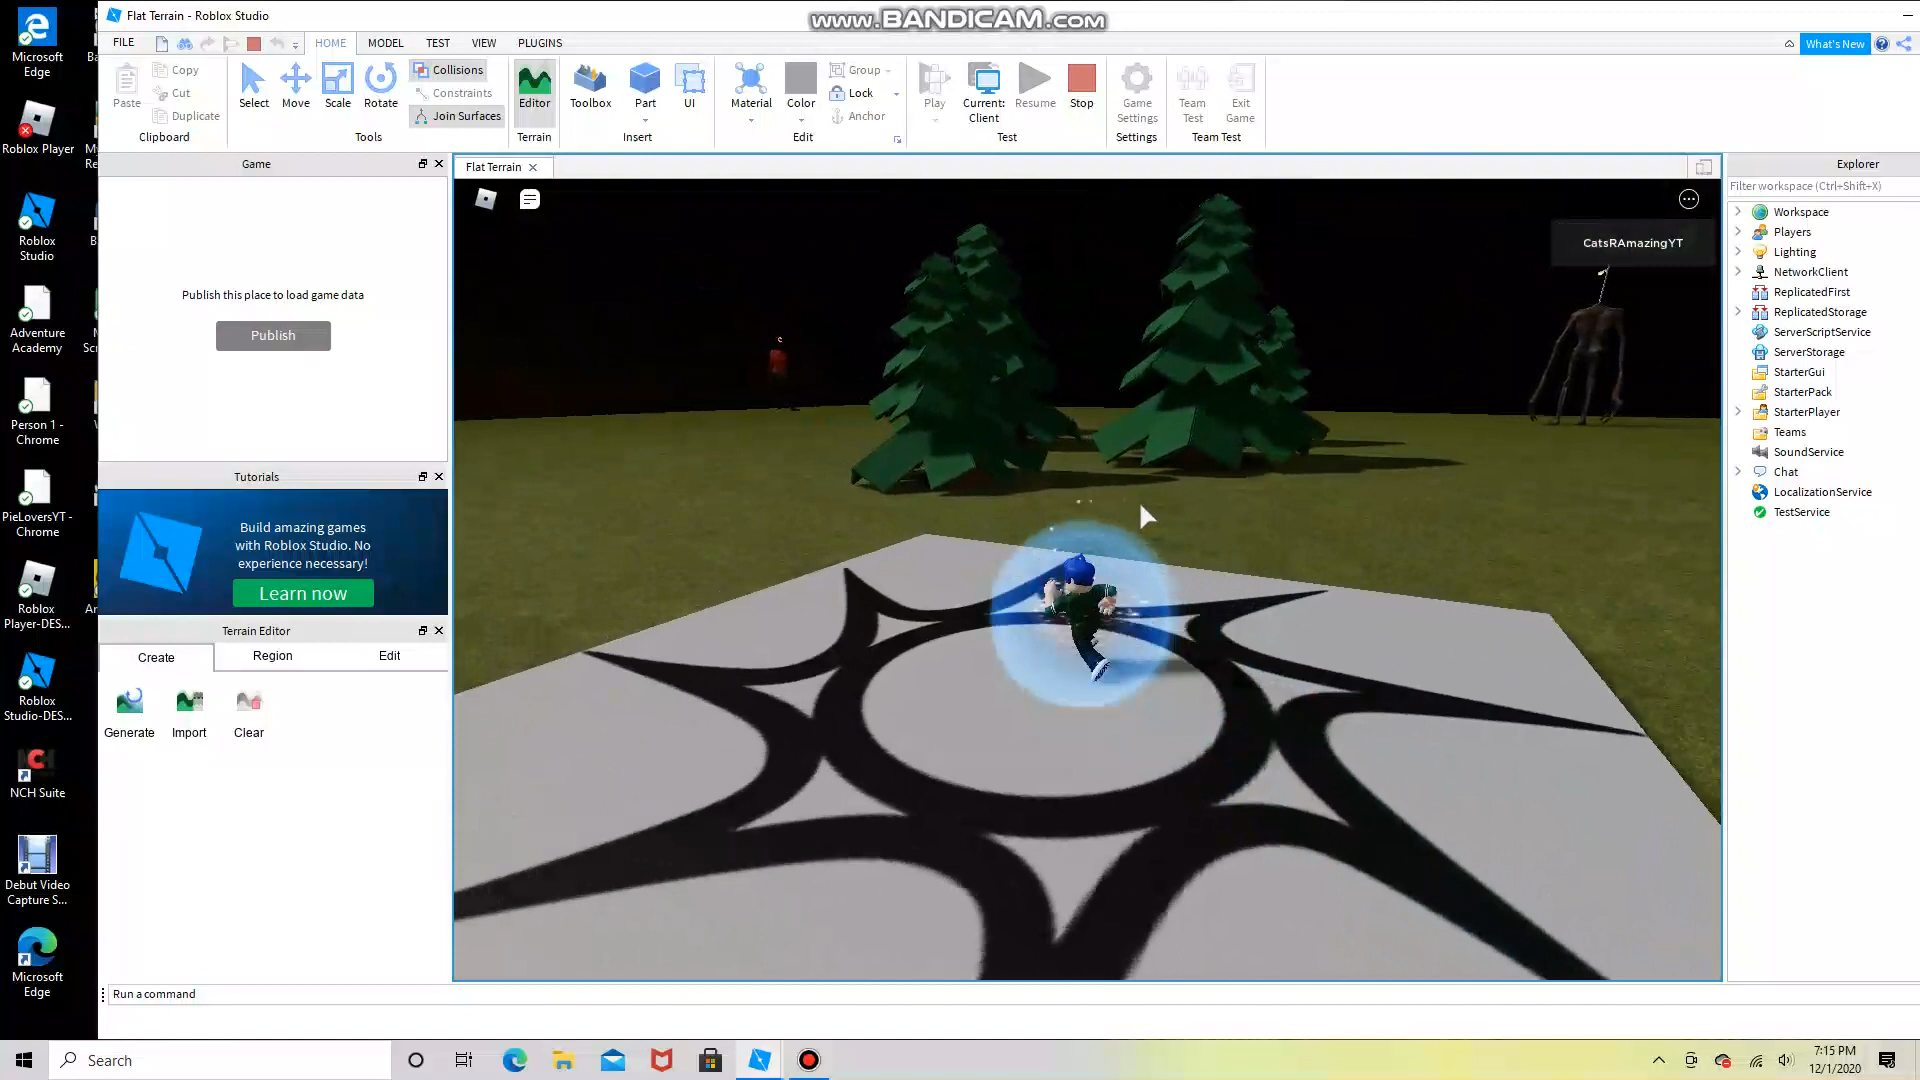 Flat Terrain - Roblox Studio
www.BANDICAM.com
FILE
HOME
MODEL
TEST
VIEW
PLUGINS
What's New
Paste
Copy
Cut
Duplicate
Clipboard
Select
Move
Scale
Rotate
Collisions
Constraints
Join Surfaces
Tools
Editor
Terrain
Toolbox
Part
UI
Insert
Material
Color
Group
Lock
Anchor
Edit
Play
Current:
Client
Resume
Stop
Test
Game
Settings
Settings
Team
Test
Exit
Game
Team Test
Microsoft
Edge
Roblox Player
Roblox
Studio
Adventure
Academy
Person 1 -
Chrome
PieLoversYT -
Chrome
Roblox
Player-DES...
Roblox
Studio-DES...
NCH Suite
Debut Video
Capture S...
Microsoft
Edge
Game
Publish this place to load game data
Publish
Tutorials
Build amazing games
with Roblox Studio. No
experience necessary!
Learn now
Terrain Editor
Create
Region
Edit
Generate
Import
Clear
Flat Terrain
CatsRAmazingYT
Explorer
Filter workspace (Ctrl+Shift+X)
Workspace
Players
Lighting
NetworkClient
ReplicatedFirst
ReplicatedStorage
ServerScriptService
ServerStorage
StarterGui
StarterPack
StarterPlayer
Teams
SoundService
Chat
LocalizationService
TestService
Run a command
Search
7:15 PM
12/1/2020